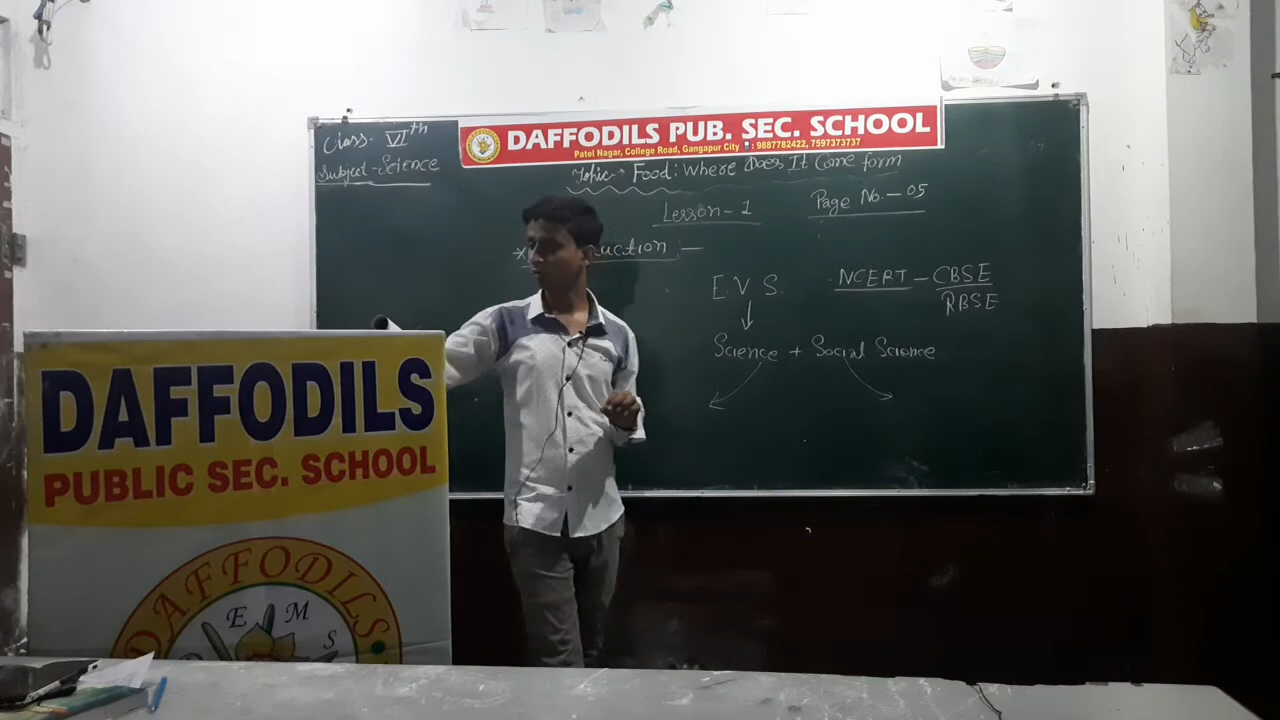 Class- VIth
Subject-Science
DAFFODILS PUB. SEC. SCHOOL
Patel Nagar, College Road, Gangapur City : 9887782422, 7597373737
Topic:- Food: Where Does It Come form
Lesson-1
Page No.-05
uction :-
E.V.S.
NCERT - CBSE
RBSE
Science + Social Science
DAFFODILS
PUBLIC SEC. SCHOOL
DAFFODILS
D E M S